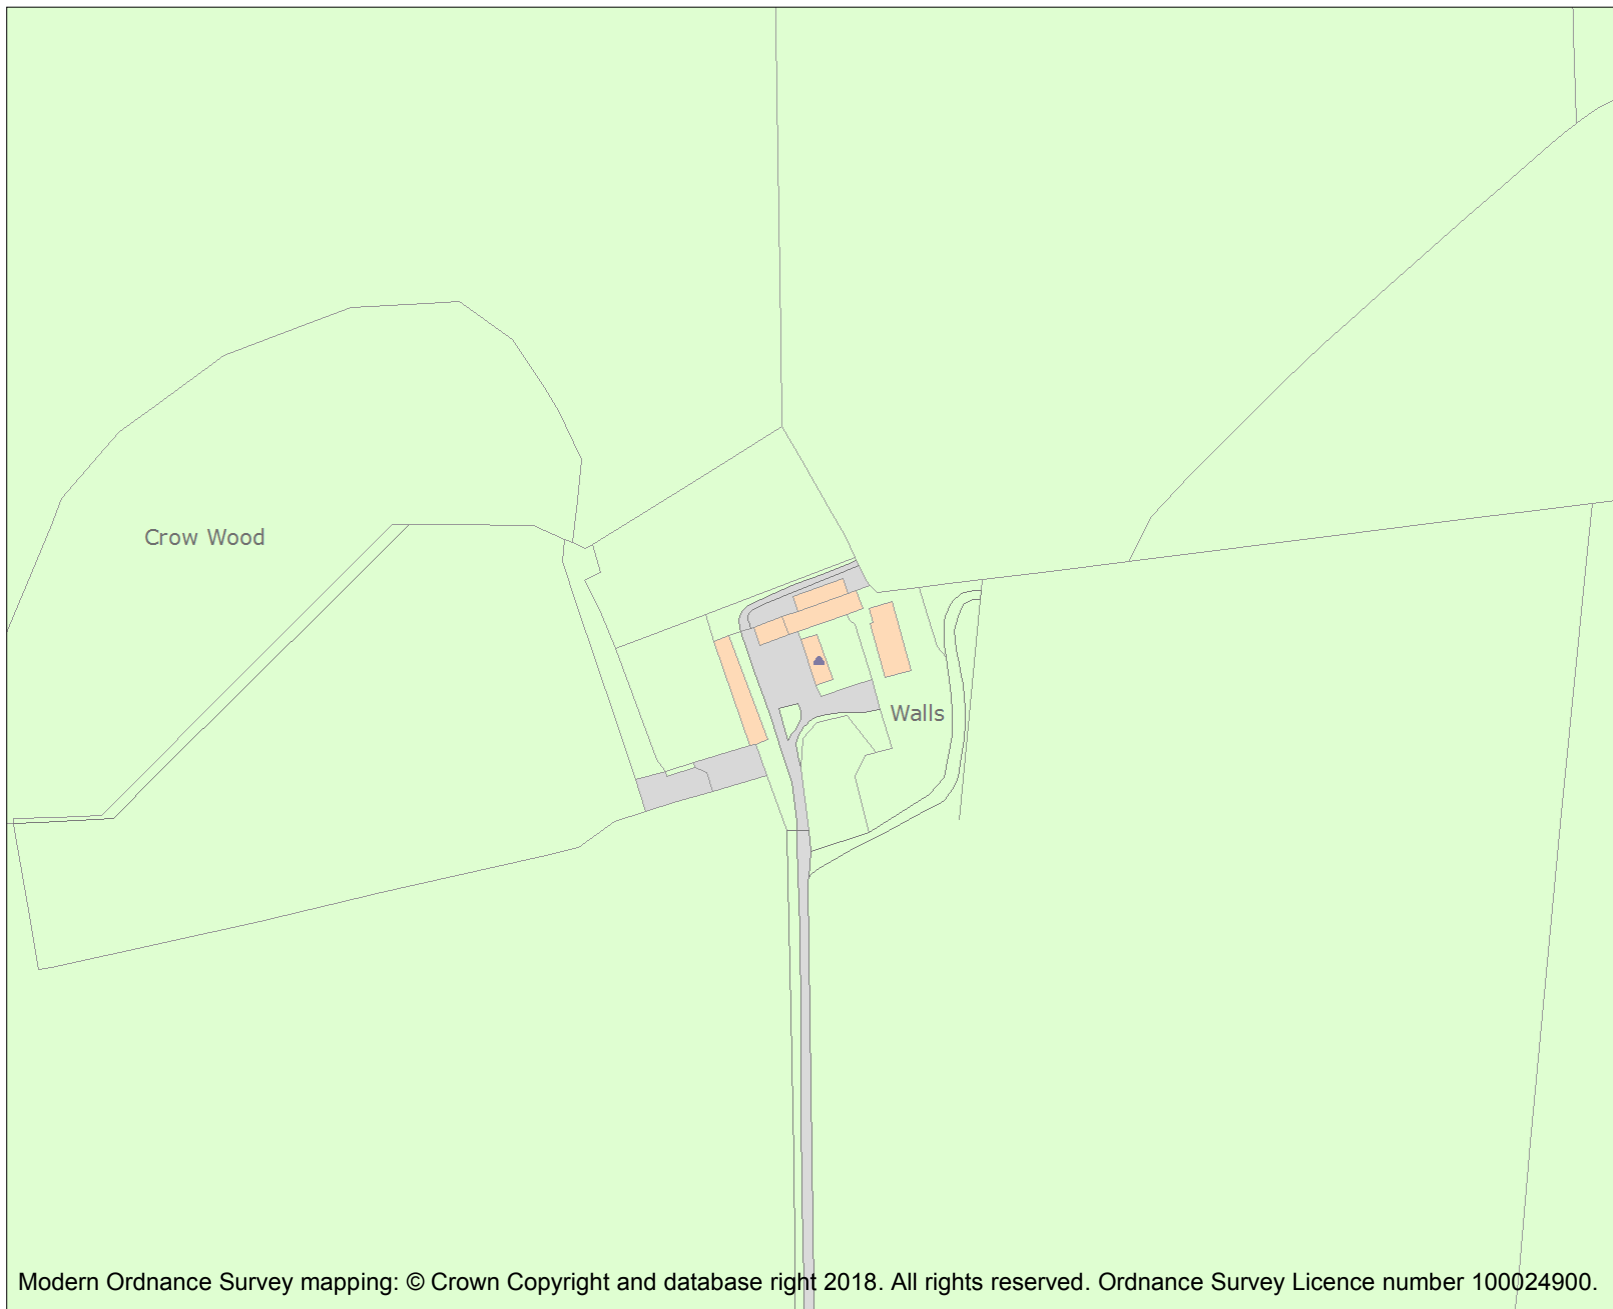 Crow Wood
Walls
Modern Ordnance Survey mapping: © Crown Copyright and database right 2018. All rights reserved. Ordnance Survey Licence number 100024900.